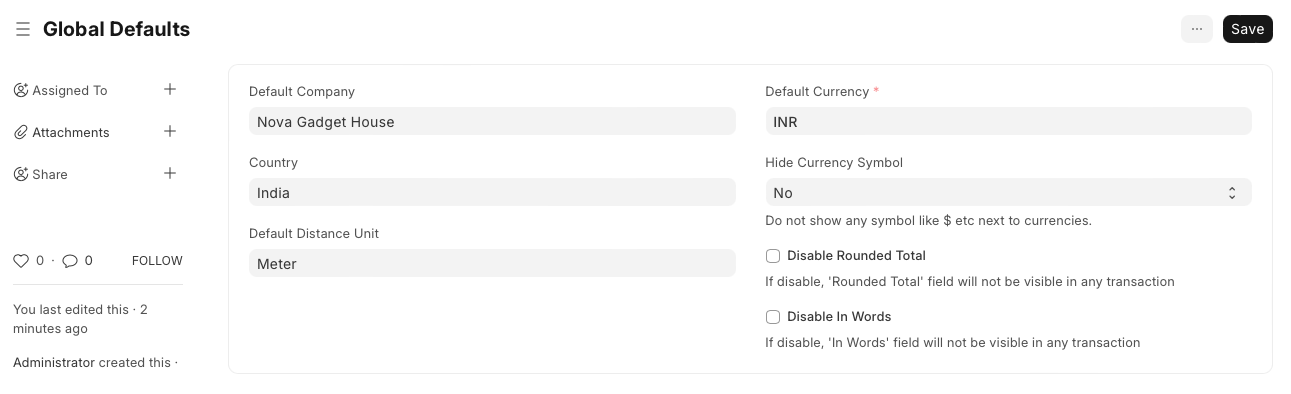 Global Defaults
···
Save
Assigned To
Attachments
Share
0 · 0 FOLLOW
You last edited this · 2
minutes ago
Administrator created this ·
Default Company
Nova Gadget House
Country
India
Default Distance Unit
Meter
Default Currency *
INR
Hide Currency Symbol
No
Do not show any symbol like $ etc next to currencies.
Disable Rounded Total
If disable, 'Rounded Total' field will not be visible in any transaction
Disable In Words
If disable, 'In Words' field will not be visible in any transaction